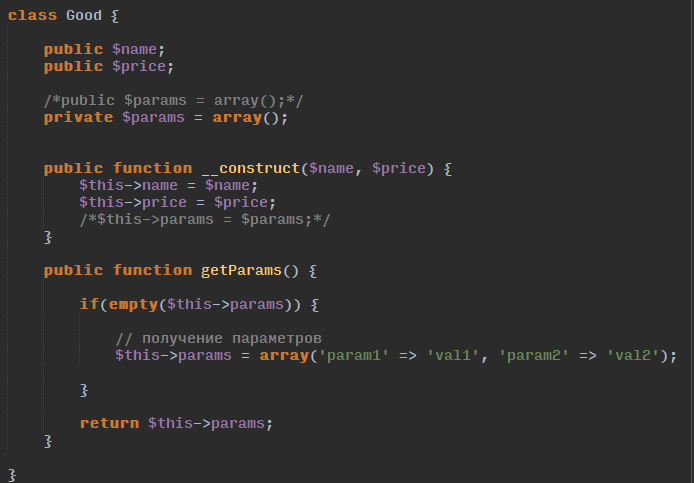 class Good {
public $name;
public $price;
/*public $params = array();*/
private $params = array();
public function __construct($name, $price) {
$this->name = $name;
$this->price = $price;
/*$this->params = $params;*/
}
public function getParams() {
if(empty($this->params)) {
// получение параметров
$this->params = array('param1' => 'val1', 'param2' => 'val2');
}
return $this->params;
}
}